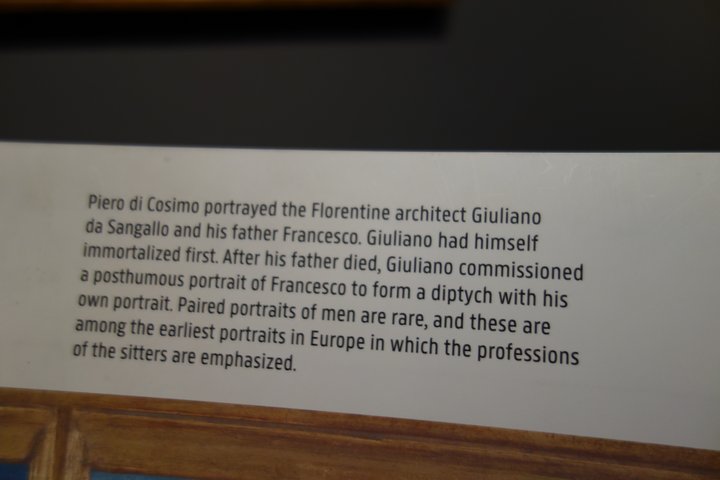 Piero di Cosimo portrayed the Florentine architect Giuliano
da Sangallo and his father Francesco. Giuliano had himself
immortalized first. After his father died, Giuliano commissioned
a posthumous portrait of Francesco to form a diptych with his
own portrait. Paired portraits of men are rare, and these are
among the earliest portraits in Europe in which the professions
of the sitters are emphasized.